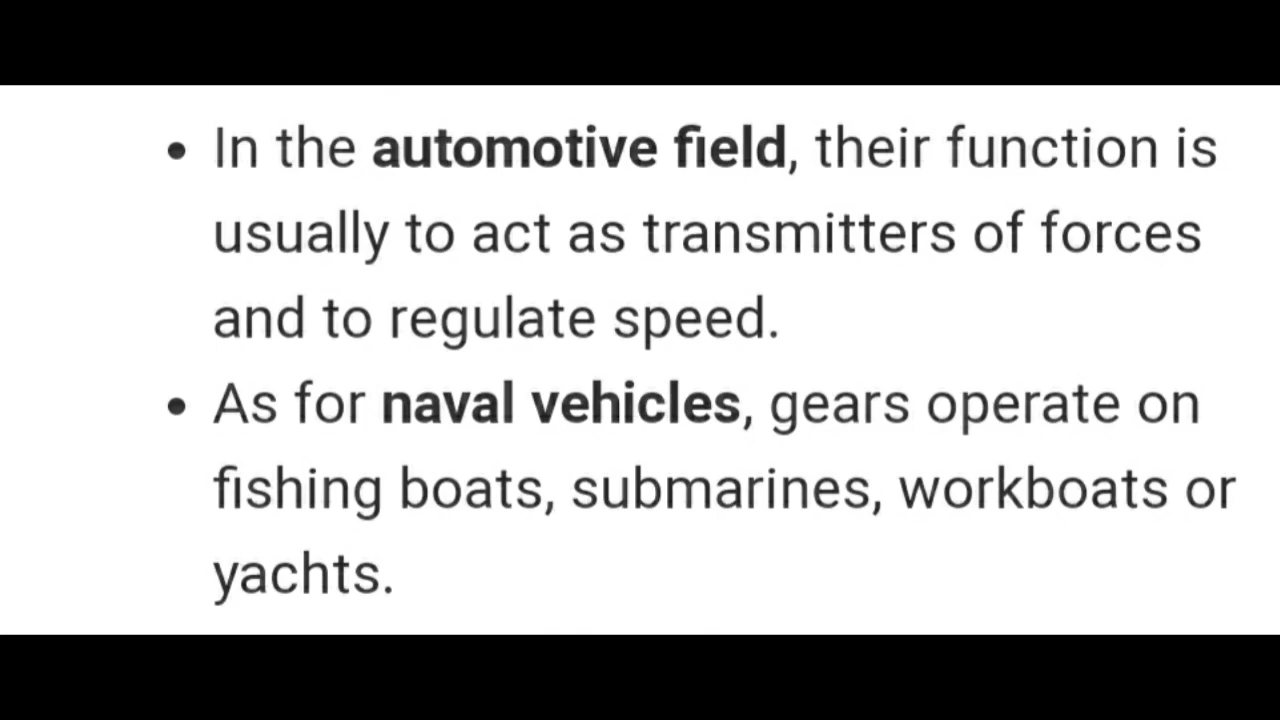 • In the automotive field, their function is
usually to act as transmitters of forces
and to regulate speed.
• As for naval vehicles, gears operate on
fishing boats, submarines, workboats or
yachts.